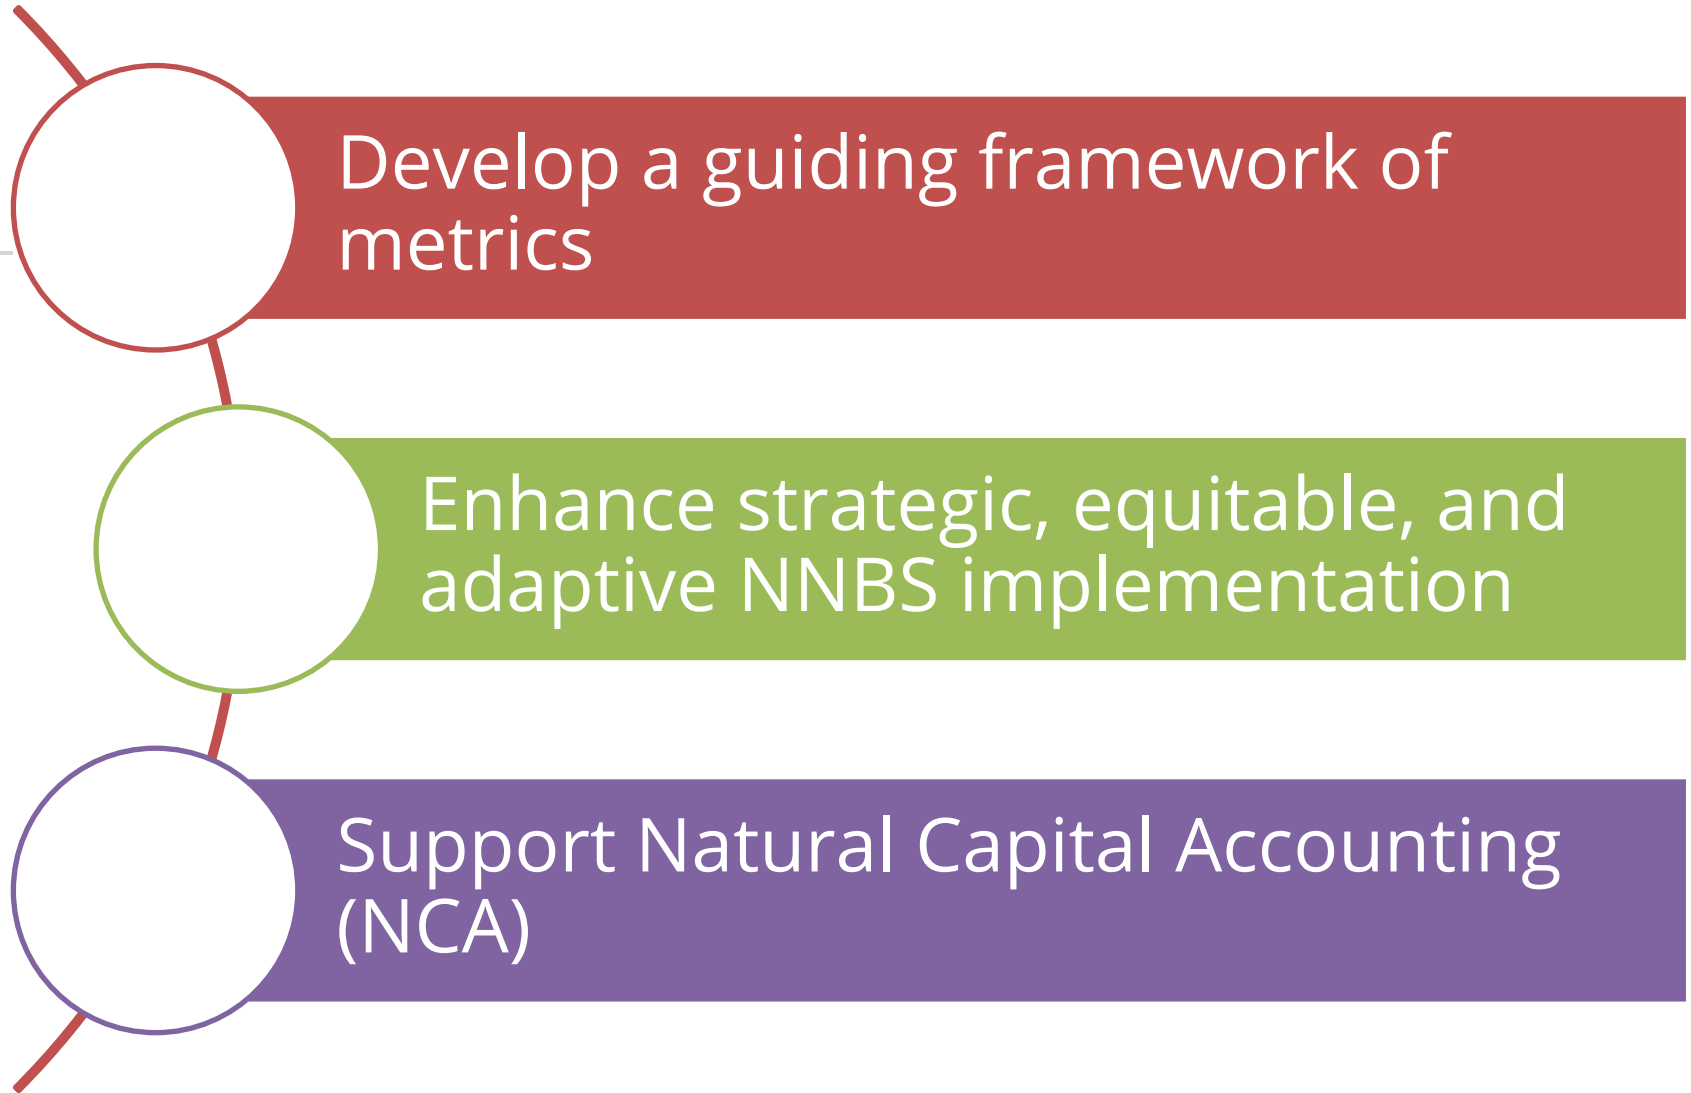 Develop a guiding framework of
metrics
Enhance strategic, equitable, and
adaptive NNBS implementation
Support Natural Capital Accounting
(NCA)